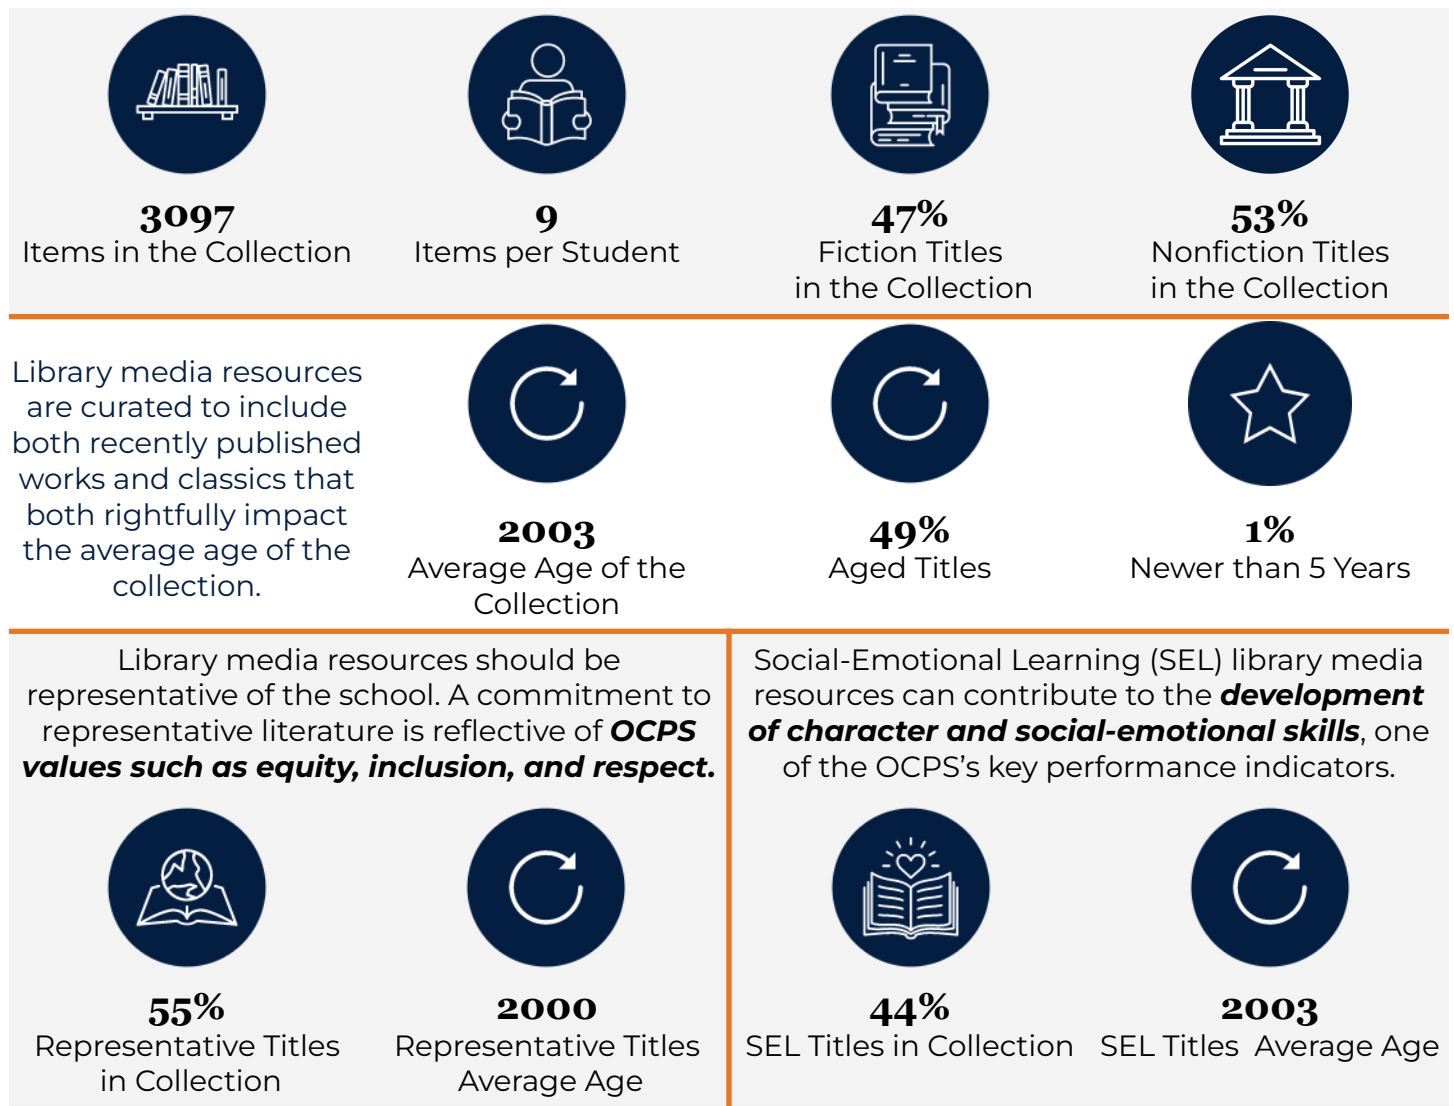 3097
Items in the Collection
9
Items per Student
47%
Fiction Titles
in the Collection
53%
Nonfiction Titles
in the Collection
Library media resources
are curated to include
both recently published
works and classics that
both rightfully impact
the average age of the
collection.
2003
Average Age of the
Collection
49%
Aged Titles
1%
Newer than 5 Years
Library media resources should be
representative of the school. A commitment to
representative literature is reflective of OCPS
values such as equity, inclusion, and respect.
55%
Representative Titles
in Collection
2000
Representative Titles
Average Age
Social-Emotional Learning (SEL) library media
resources can contribute to the development
of character and social-emotional skills, one
of the OCPS’s key performance indicators.
44%
SEL Titles in Collection
2003
SEL Titles  Average Age